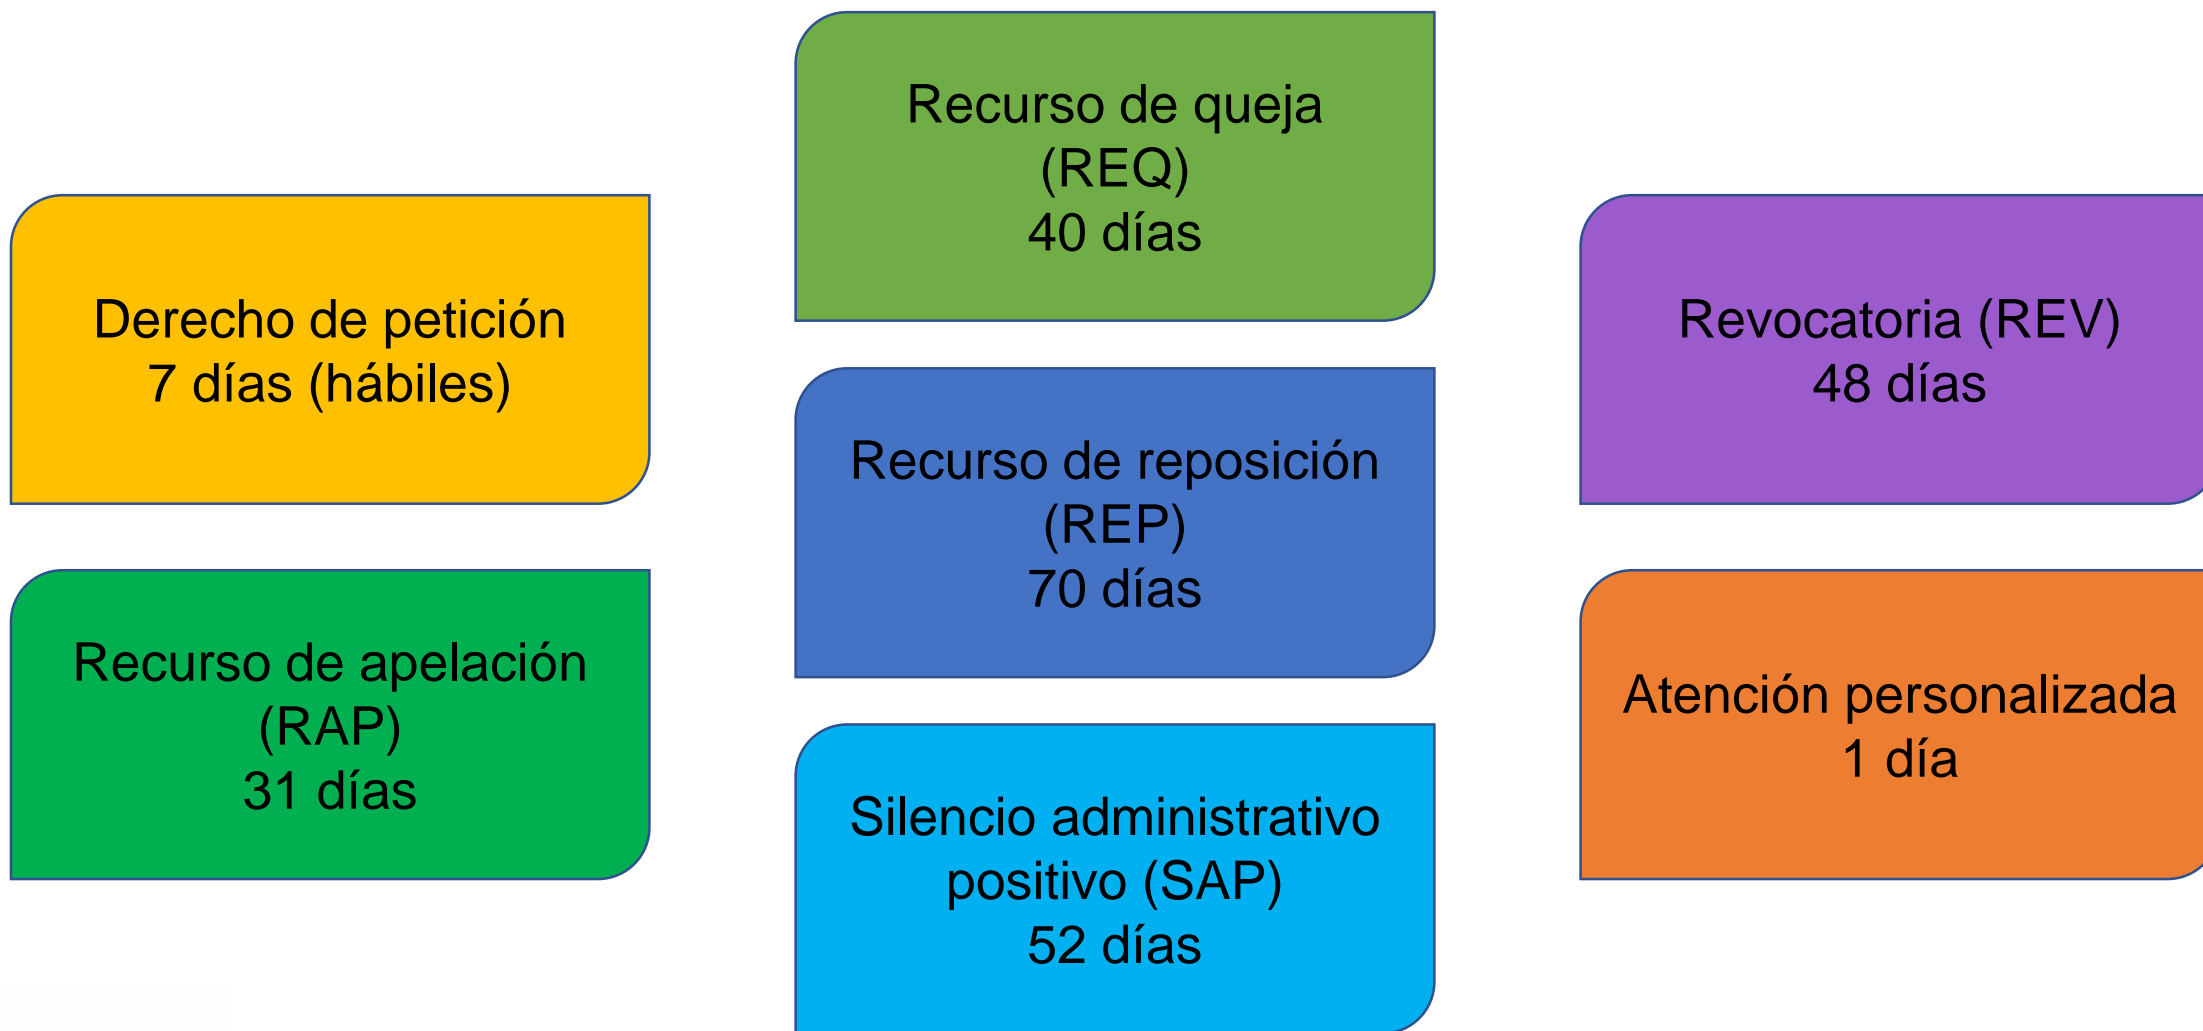 Derecho de petición
7 días (hábiles)
Recurso de apelación
(RAP)
31 días
Recurso de queja
(REQ)
40 días
Recurso de reposición
(REP)
70 días
Silencio administrativo
positivo (SAP)
52 días
Revocatoria (REV)
48 días
Atención personalizada
1 día